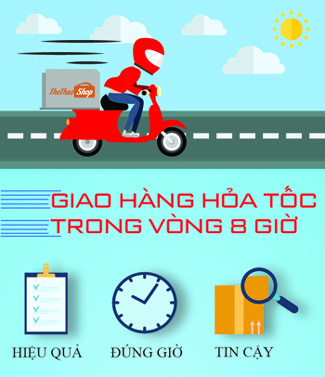 TheThao Shop
GIAO HÀNG HỎA TỐC
TRONG VÒNG 8 GIỜ
HIỆU QUẢ ĐÚNG GIỜ TIN CẬY